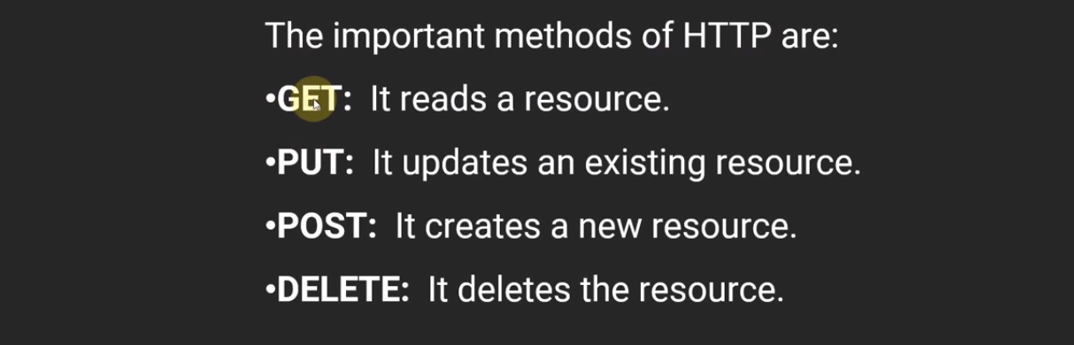 The important methods of HTTP are:
•GET: It reads a resource.
•PUT: It updates an existing resource.
•POST: It creates a new resource.
•DELETE: It deletes the resource.